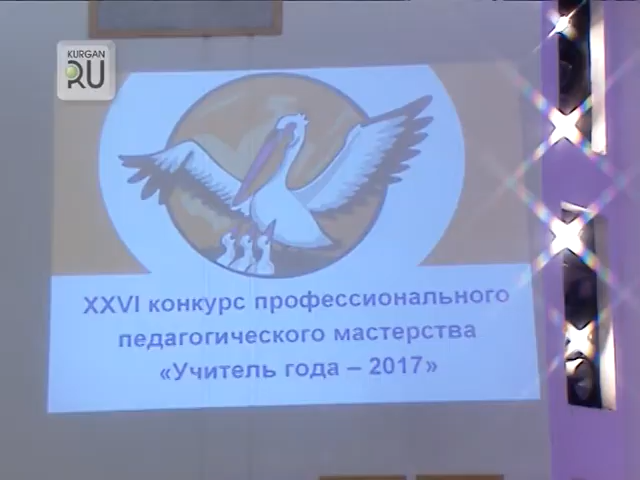 KURGAN
RU
XXVI конкурс профессионального
педагогического мастерства
«Учитель года – 2017»